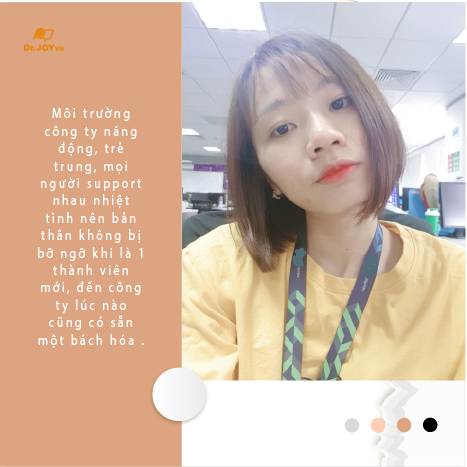 Dr.JOYvn
Môi trường
công ty năng
động, trẻ
trung, mọi
người support
nhau nhiệt
tình nên bản
thân không bị
bỡ ngỡ khi là 1
thành viên
mới, đến công
ty lúc nào
cũng có sẵn
một bách hóa .